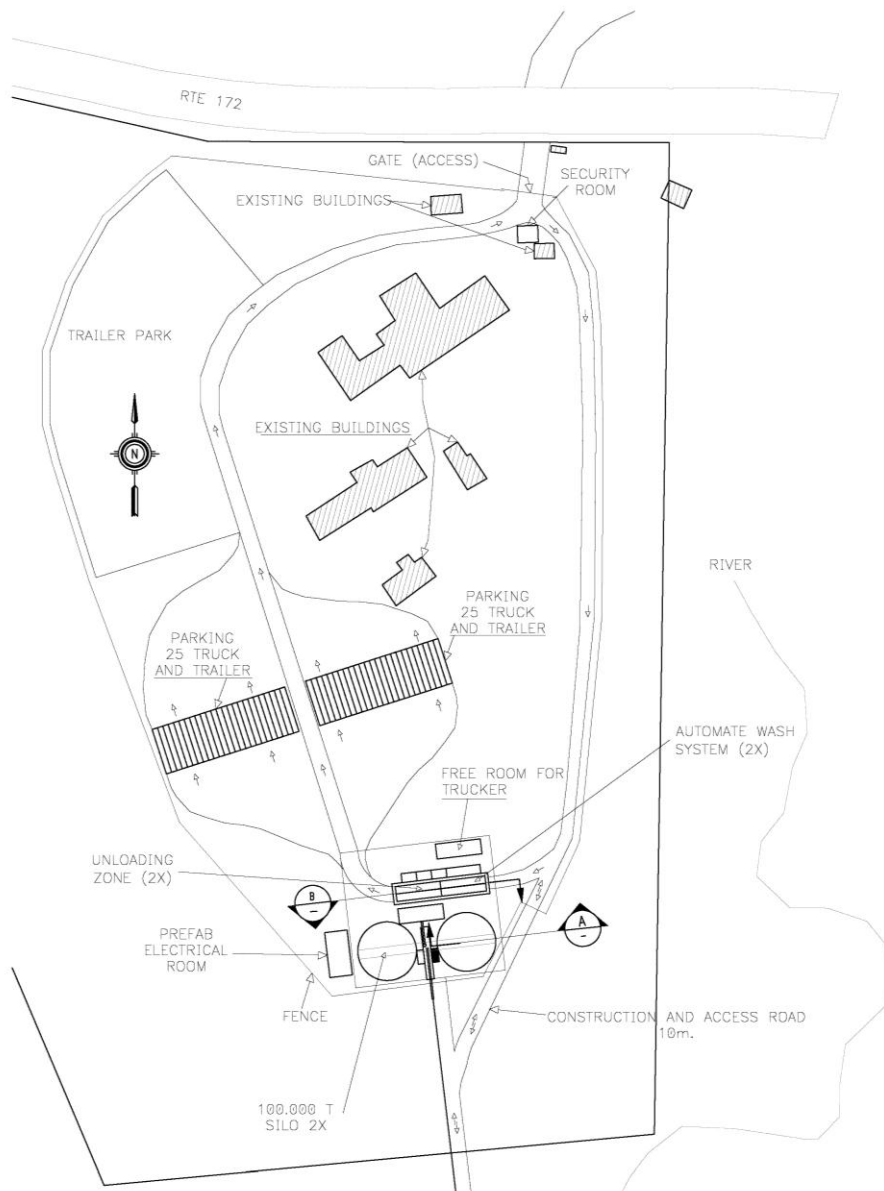 RTE 172
GATE (ACCESS)
SECURITY
ROOM
EXISTING BUILDINGS
TRAILER PARK
N
EXISTING BUILDINGS
RIVER
PARKING
25 TRUCK
AND TRAILER
PARKING
25 TRUCK
AND TRAILER
AUTOMATE WASH
SYSTEM (2X)
FREE ROOM FOR
TRUCKER
UNLOADING
ZONE (2X)
B
-
A
-
PREFAB
ELECTRICAL
ROOM
FENCE
CONSTRUCTION AND ACCESS ROAD
10m.
100.000 T
SILO 2X